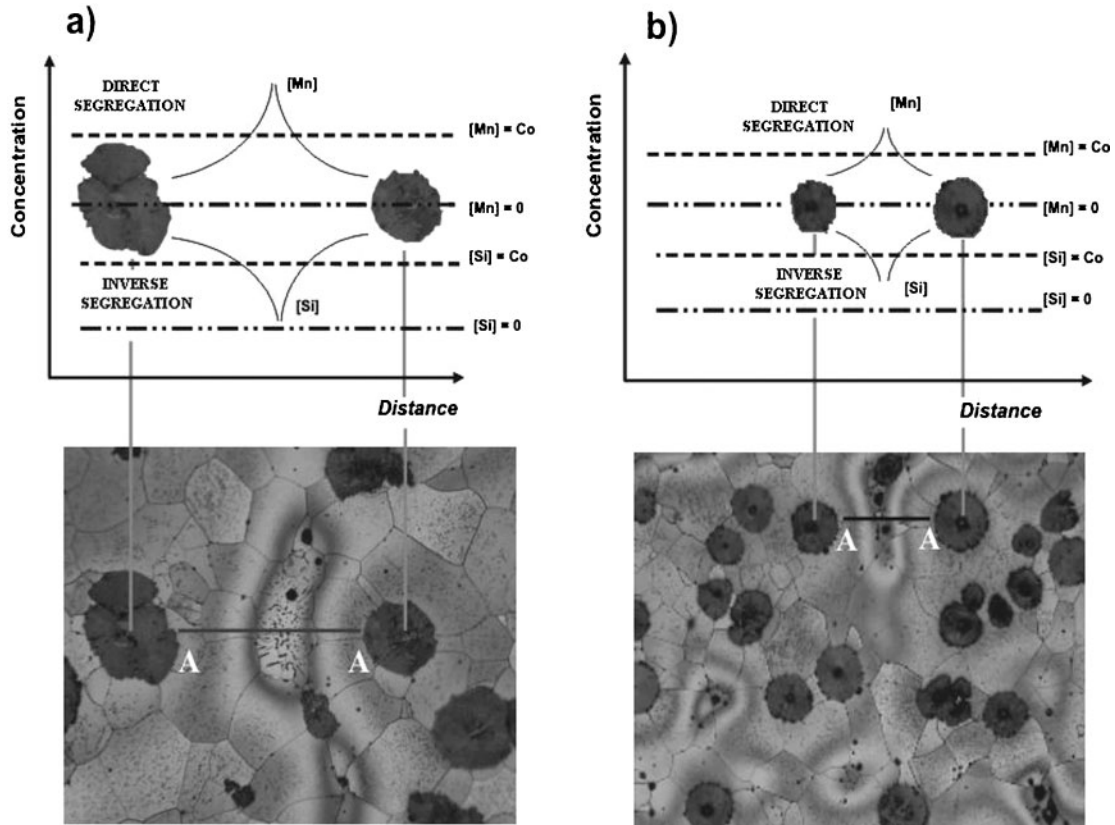 a)
Concentration
DIRECT
SEGREGATION
[Mn]
[Mn] = Co
[Mn] = 0
[Si] = Co
INVERSE
SEGREGATION
[Si]
[Si] = 0
Distance
A
A
b)
Concentration
DIRECT
SEGREGATION
[Mn]
[Mn] = Co
[Mn] = 0
[Si] = Co
INVERSE
SEGREGATION
[Si]
[Si] = 0
Distance
A
A